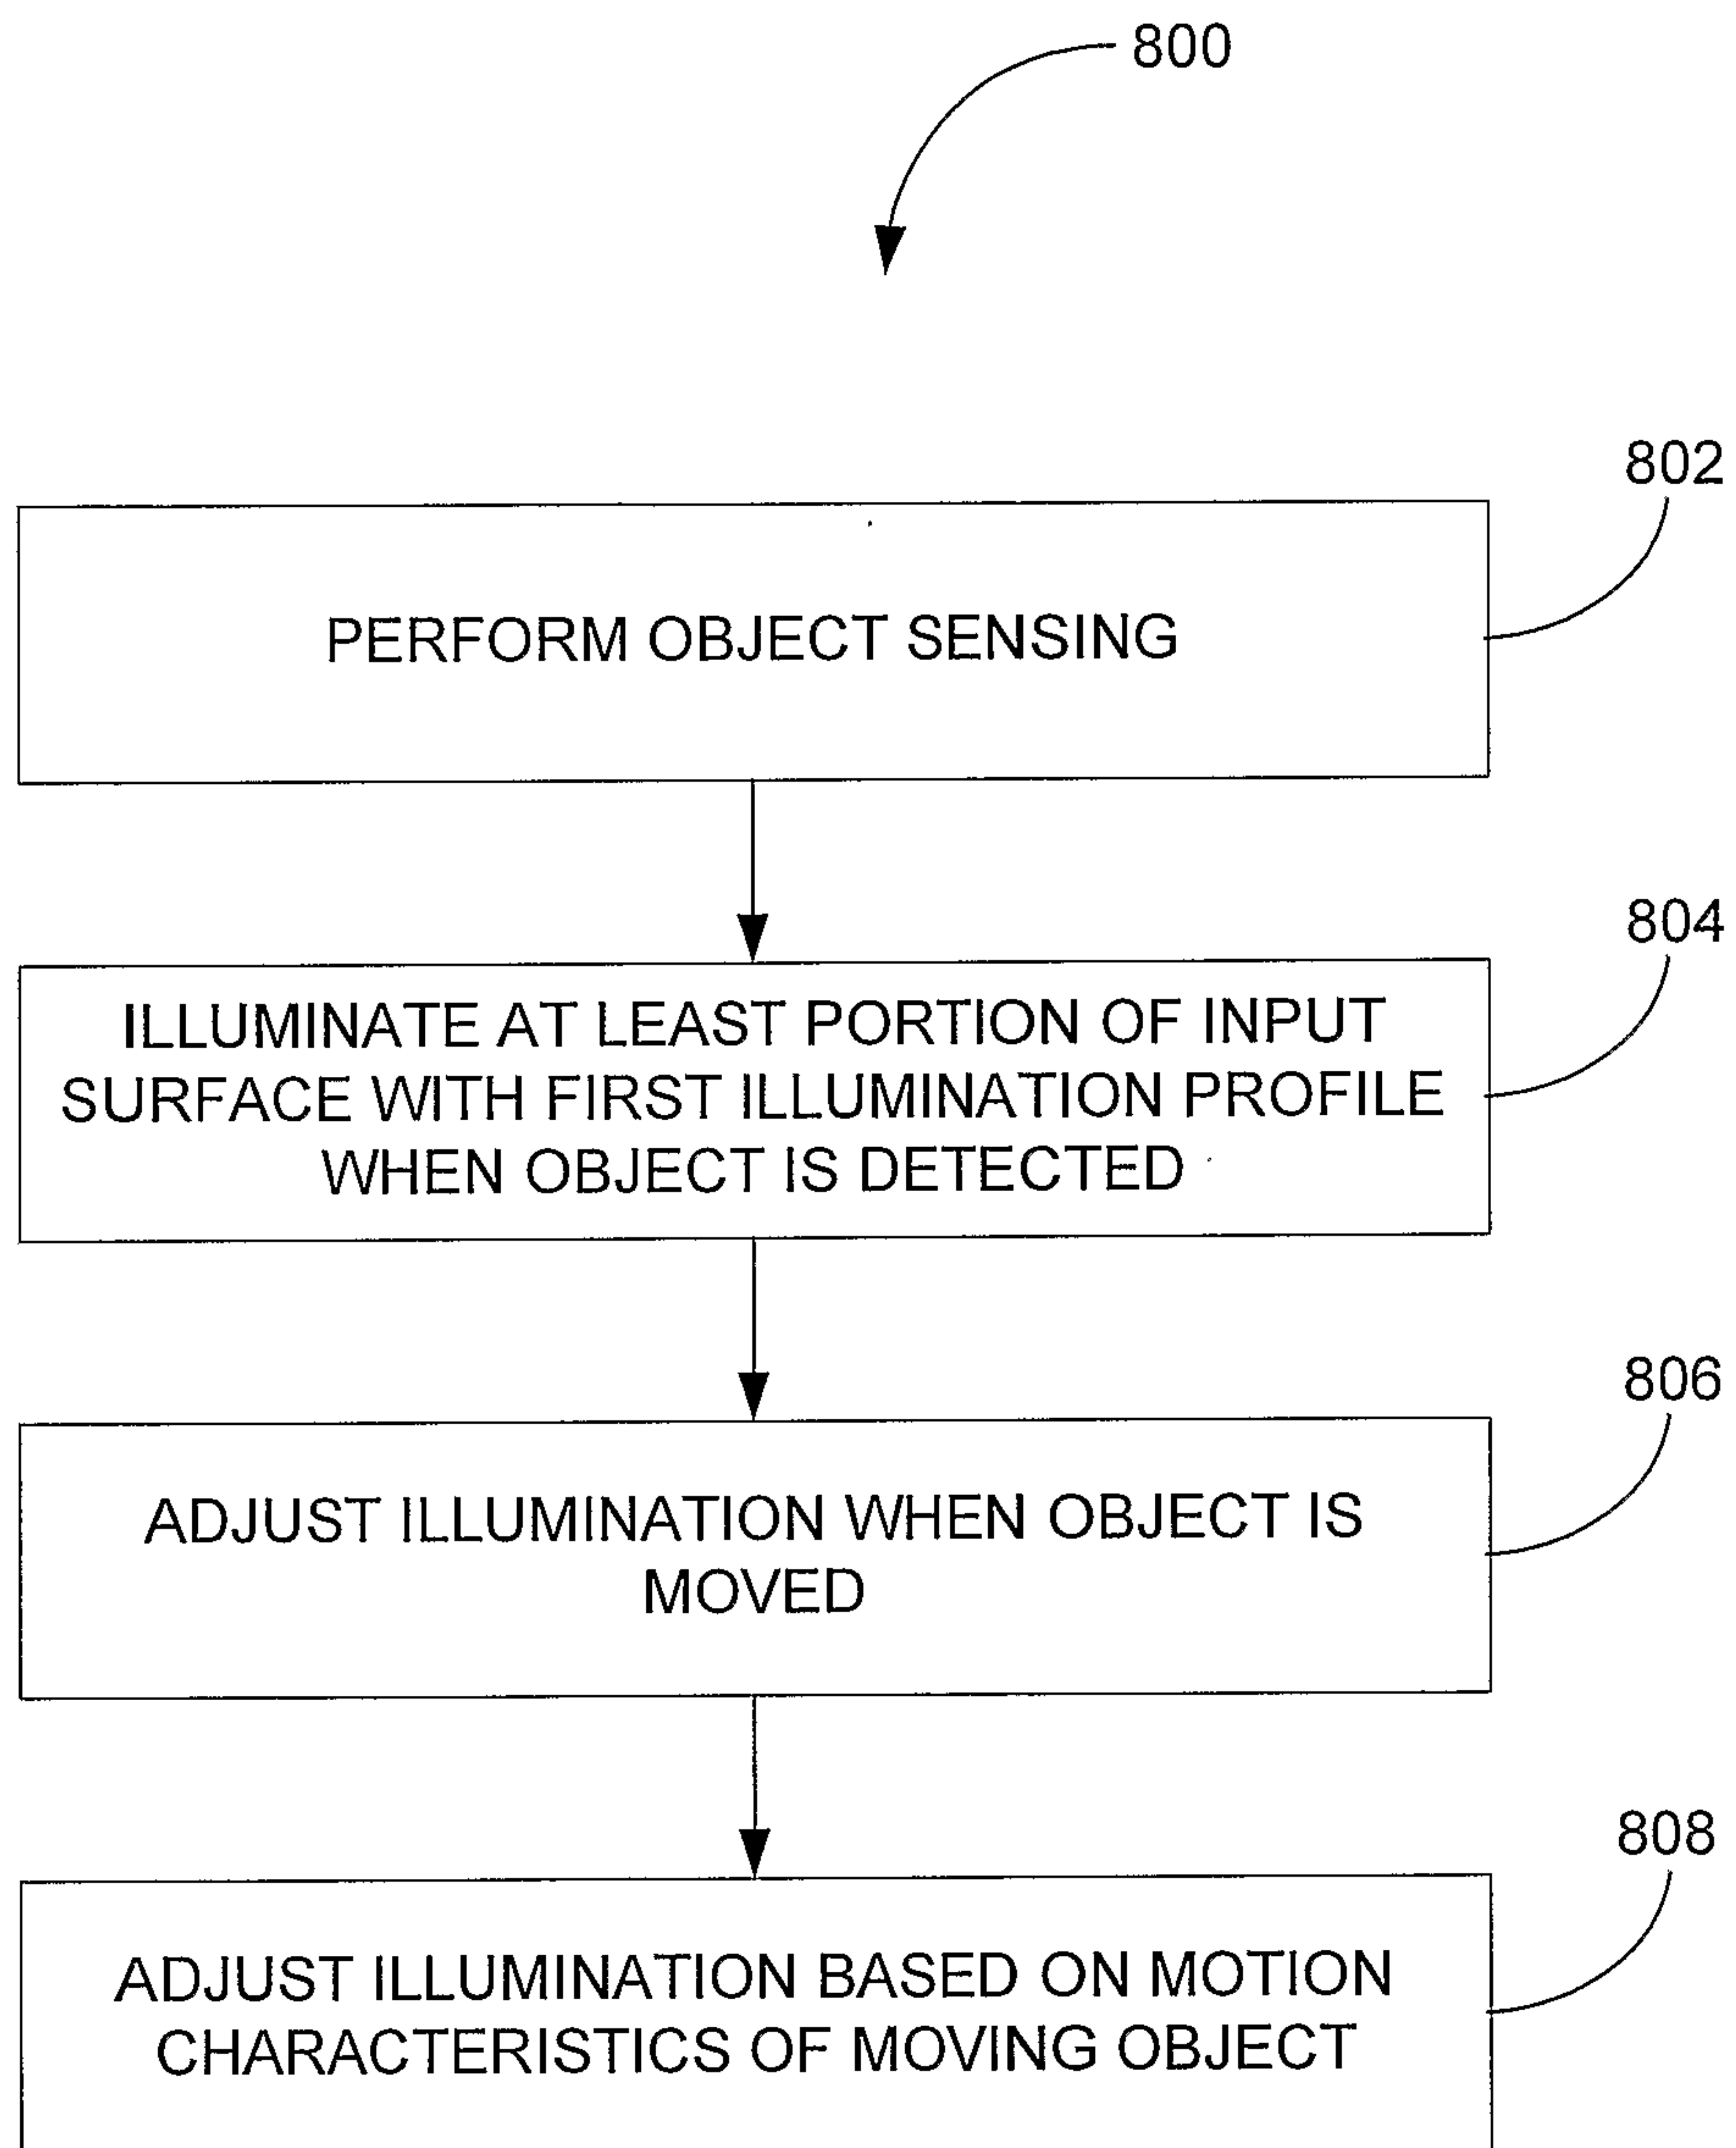 800
802
PERFORM OBJECT SENSING
804
ILLUMINATE AT LEAST PORTION OF INPUT
SURFACE WITH FIRST ILLUMINATION PROFILE
WHEN OBJECT IS DETECTED
806
ADJUST ILLUMINATION WHEN OBJECT IS
MOVED
808
ADJUST ILLUMINATION BASED ON MOTION
CHARACTERISTICS OF MOVING OBJECT